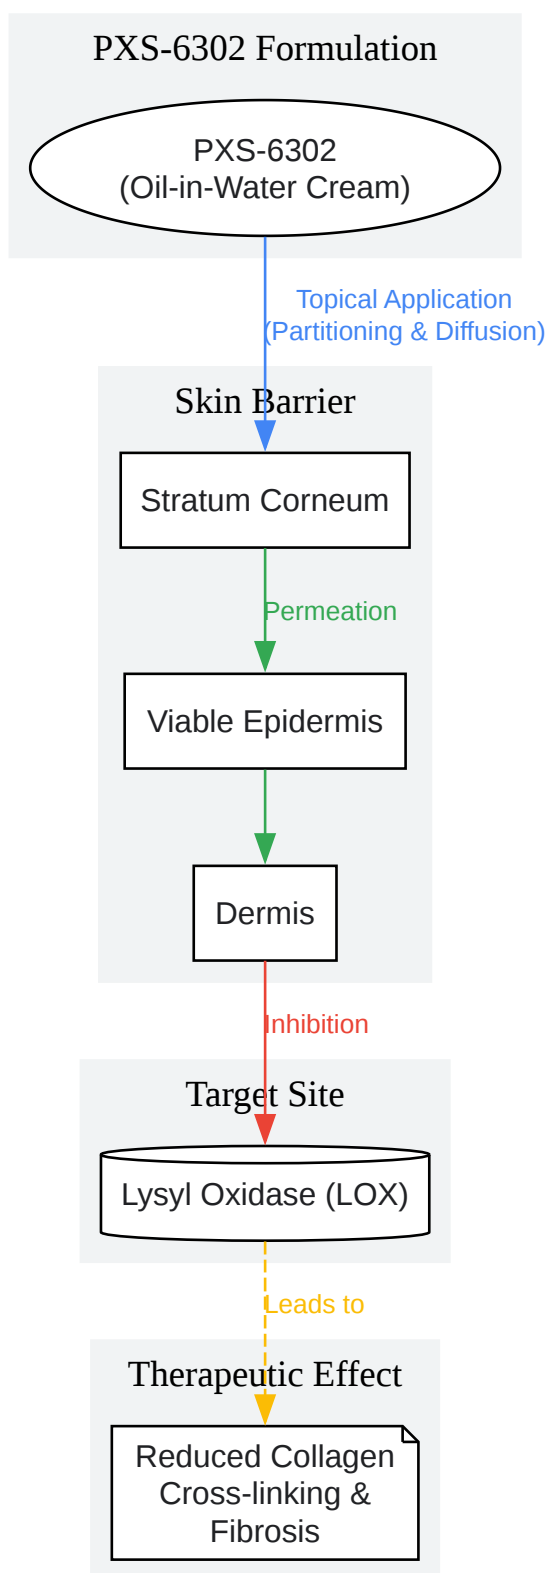 PXS-6302 Formulation
PXS-6302
(Oil-in-Water Cream)
Topical Application
(Partitioning & Diffusion)
Skin Barrier
Stratum Corneum
Permeation
Viable Epidermis
Dermis
Inhibition
Target Site
Lysyl Oxidase (LOX)
Leads to
Therapeutic Effect
Reduced Collagen
Cross-linking &
Fibrosis